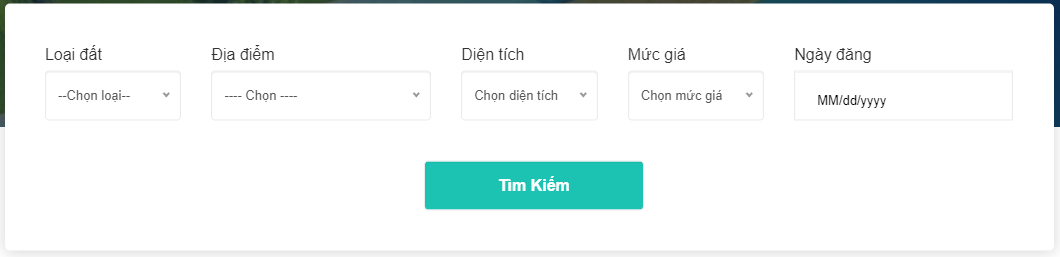 Loại đất
Địa điểm
Diện tích
Mức giá
Ngày đăng
--Chọn loại--
---- Chọn ----
Chọn diện tích
Chọn mức giá
MM/dd/yyyy
Tìm Kiếm